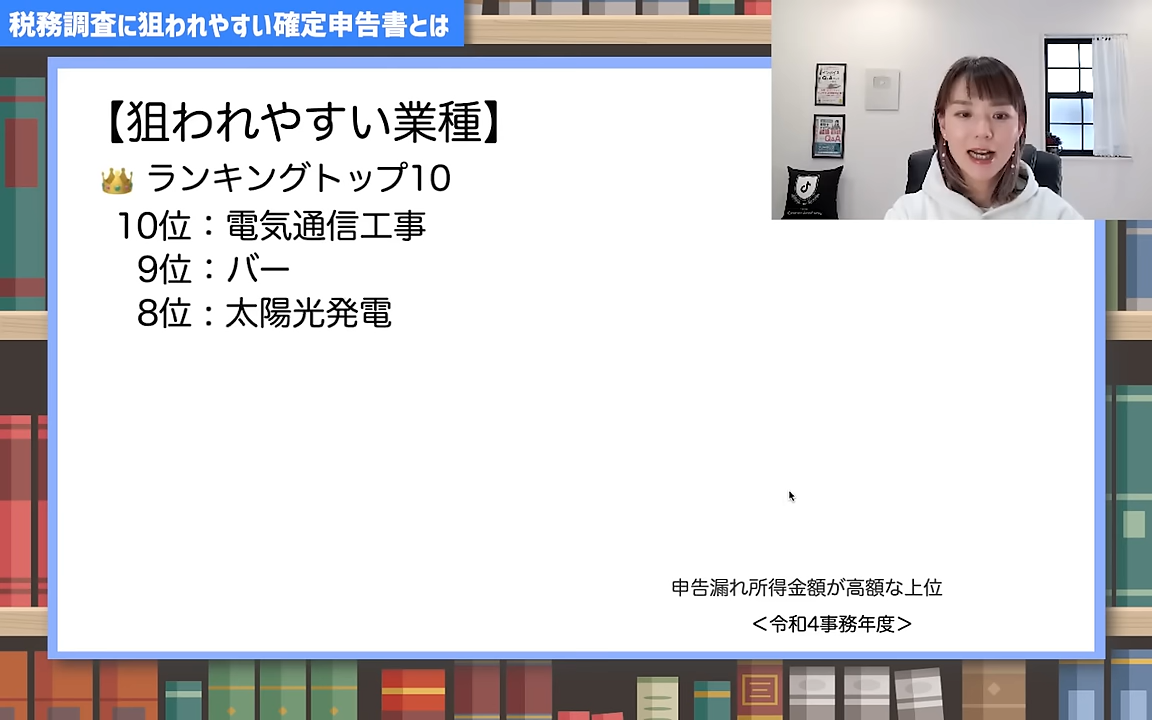 税務調査に狙われやすい確定申告書とは
【狙われやすい業種】
ランキングトップ10
10位：電気通信工事
9位：バー
8位：太陽光発電
申告漏れ所得金額が高額な上位
＜令和4事務年度＞
Q&A